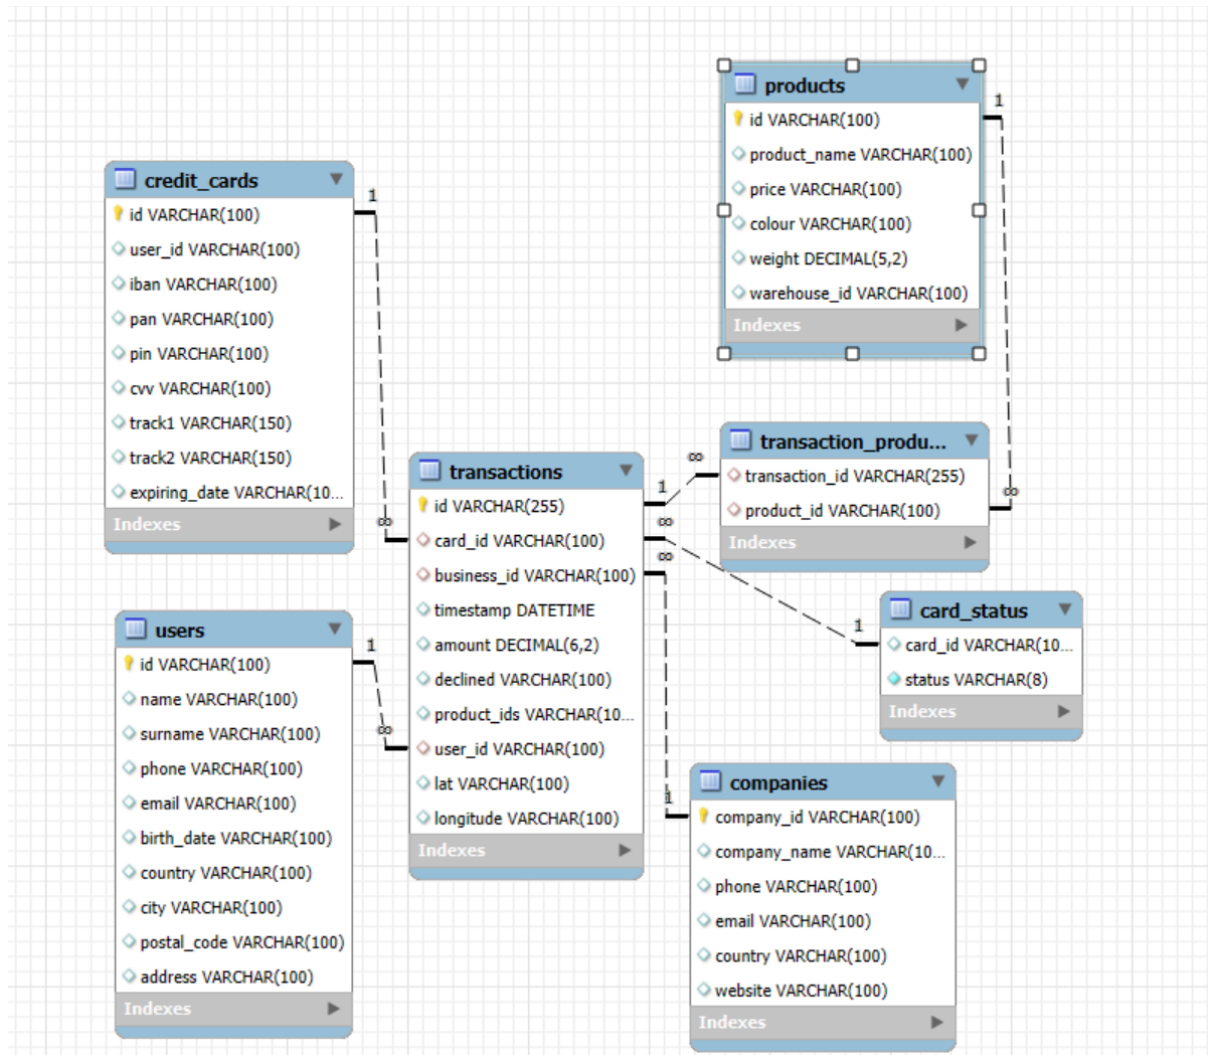 products
id VARCHAR(100)
product_name VARCHAR(100)
price VARCHAR(100)
colour VARCHAR(100)
weight DECIMAL(5,2)
warehouse_id VARCHAR(100)
Indexes
1
∞
credit_cards
id VARCHAR(100)
user_id VARCHAR(100)
iban VARCHAR(100)
pan VARCHAR(100)
pin VARCHAR(100)
cvv VARCHAR(100)
track1 VARCHAR(150)
track2 VARCHAR(150)
expiring_date VARCHAR(10...
Indexes
1
∞
transaction_produ...
transaction_id VARCHAR(255)
product_id VARCHAR(100)
Indexes
∞
1
transactions
id VARCHAR(255)
card_id VARCHAR(100)
business_id VARCHAR(100)
timestamp DATETIME
amount DECIMAL(6,2)
declined VARCHAR(100)
product_ids VARCHAR(10...
user_id VARCHAR(100)
lat VARCHAR(100)
longitude VARCHAR(100)
Indexes
∞
∞
card_status
card_id VARCHAR(10...
status VARCHAR(8)
Indexes
1
users
id VARCHAR(100)
name VARCHAR(100)
surname VARCHAR(100)
phone VARCHAR(100)
email VARCHAR(100)
birth_date VARCHAR(100)
country VARCHAR(100)
city VARCHAR(100)
postal_code VARCHAR(100)
address VARCHAR(100)
Indexes
1
∞
companies
company_id VARCHAR(100)
company_name VARCHAR(10...
phone VARCHAR(100)
email VARCHAR(100)
country VARCHAR(100)
website VARCHAR(100)
Indexes
1